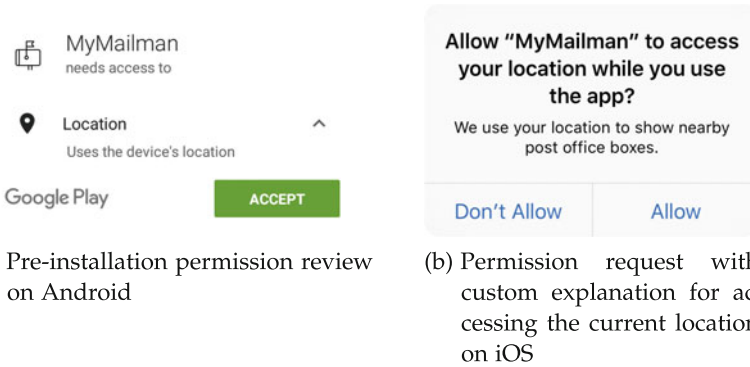 MyMailman
needs access to
Location
Uses the device's location
Google Play
ACCEPT
Pre-installation permission review
on Android
Allow “MyMailman” to access
your location while you use
the app?
We use your location to show nearby
post office boxes.
Don’t Allow
Allow
(b) Permission request with
custom explanation for ac
cessing the current location
on iOS